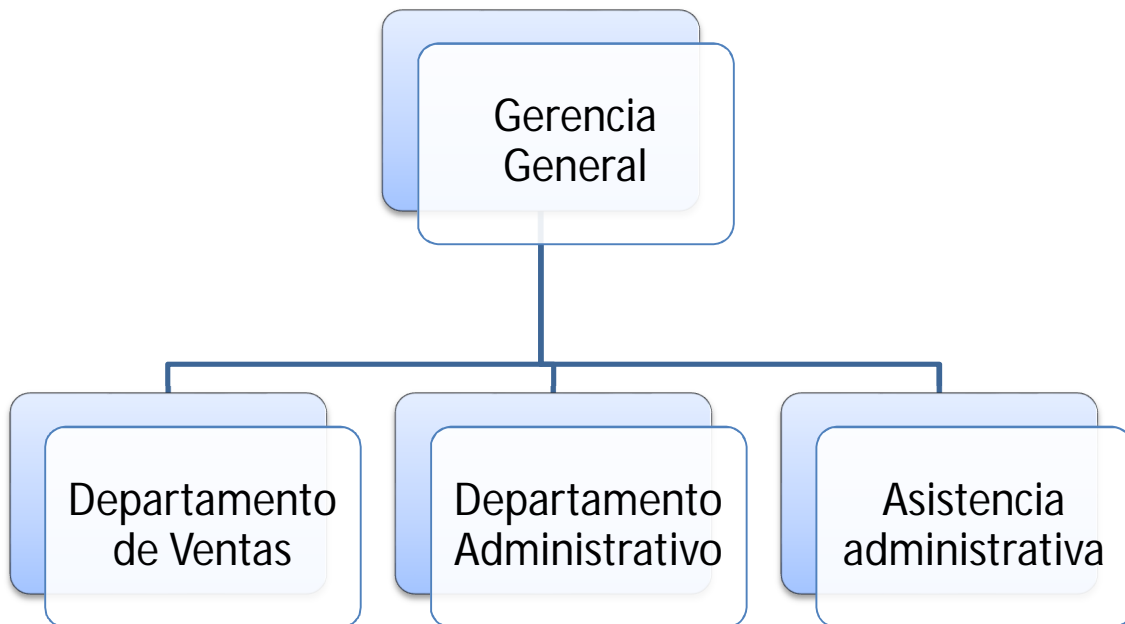 Gerencia
General
Departamento
de Ventas
Departamento
Administrativo
Asistencia
administrativa